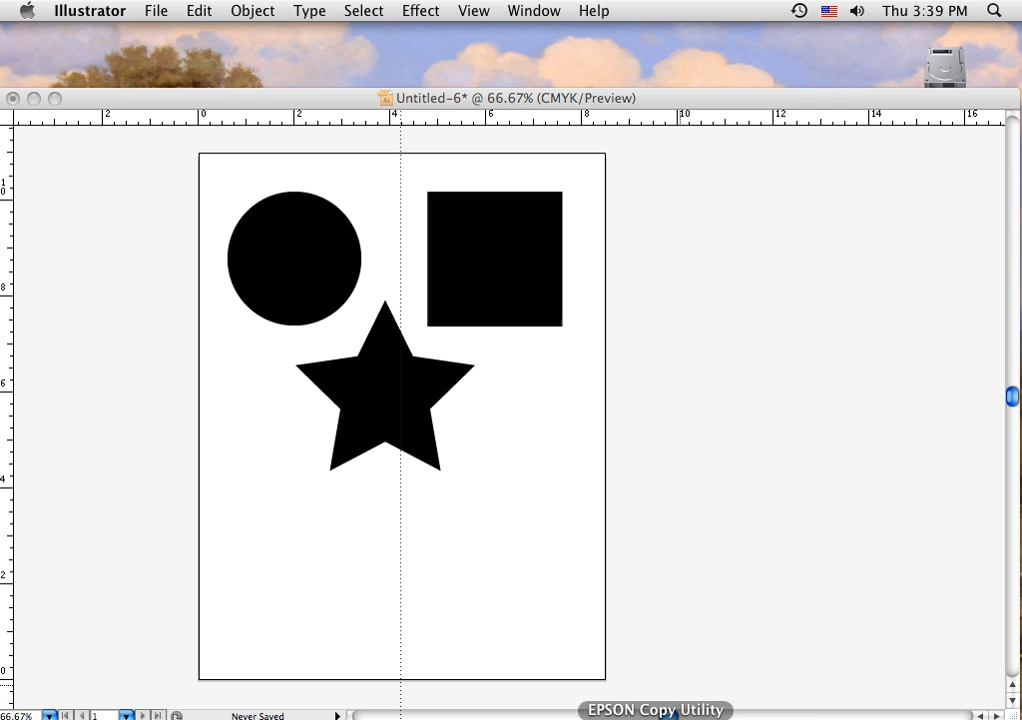 Illustrator File Edit Object Type Select Effect View Window Help Thu 3:39 PM
Ai Untitled-6* @ 66.67% (CMYK/Preview)
2 0 2 4 6 8 10 12 14 16
10
8
6
4
2
0
66.67% 1 Never Saved
EPSON Copy Utility